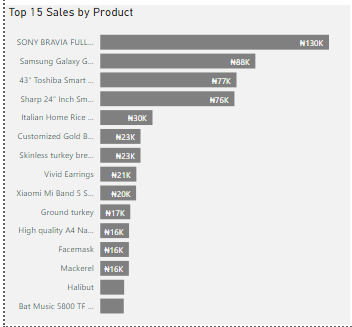 Top 15 Sales by Product
SONY BRAVIA FULL... ₦130K
Samsung Galaxy G... ₦88K
43" Toshiba Smart ... ₦77K
Sharp 24" Inch Sm... ₦76K
Italian Home Rice ... ₦30K
Customized Gold B... ₦23K
Skinless turkey bre... ₦23K
Vivid Earrings ₦21K
Xiaomi Mi Band 5 S... ₦20K
Ground turkey ₦17K
High quality A4 Na... ₦16K
Facemask ₦16K
Mackerel ₦16K
Halibut
Bat Music 5800 TF ...